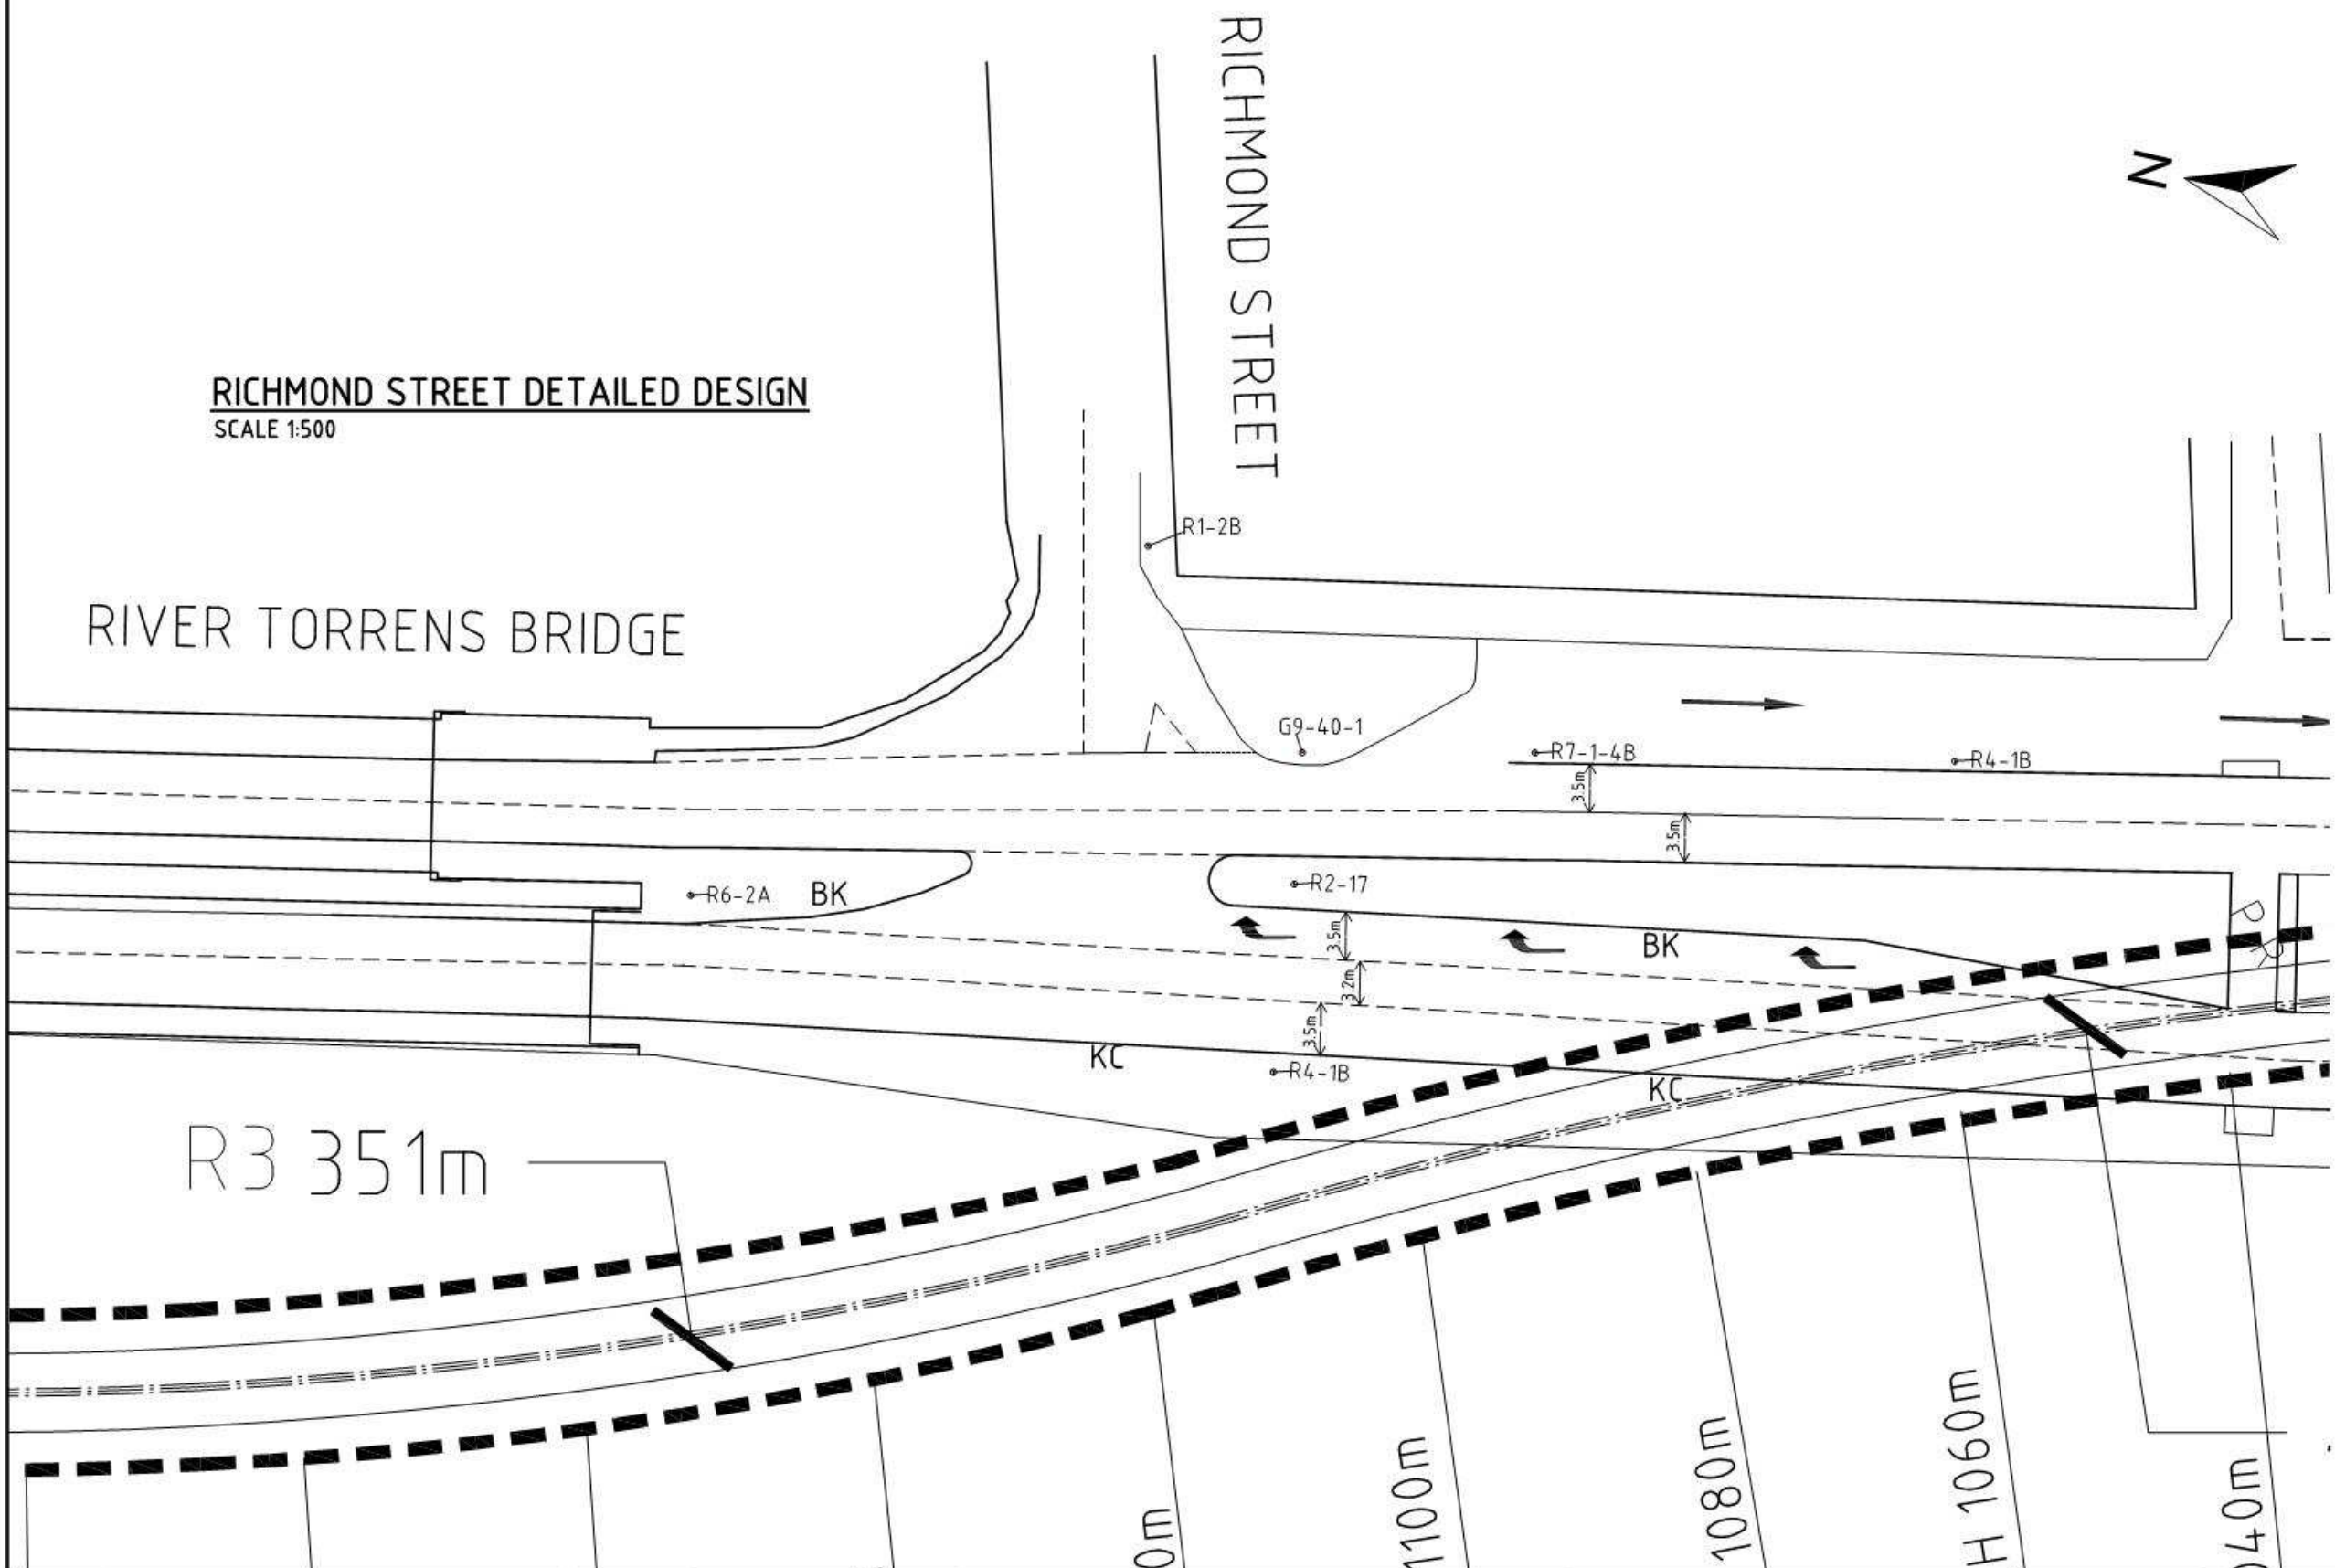 RICHMOND STREET
N
RICHMOND STREET DETAILED DESIGN
SCALE 1:500
R1-2B
RIVER TORRENS BRIDGE
G9-40-1
R7-1-4B
R4-1B
3.5m
3.5m
R6-2A
BK
R2-17
3.5m
BK
3.2m
3.5m
KC
R4-1B
KC
R3 351m
0m
1100m
1080m
H 1060m
40m